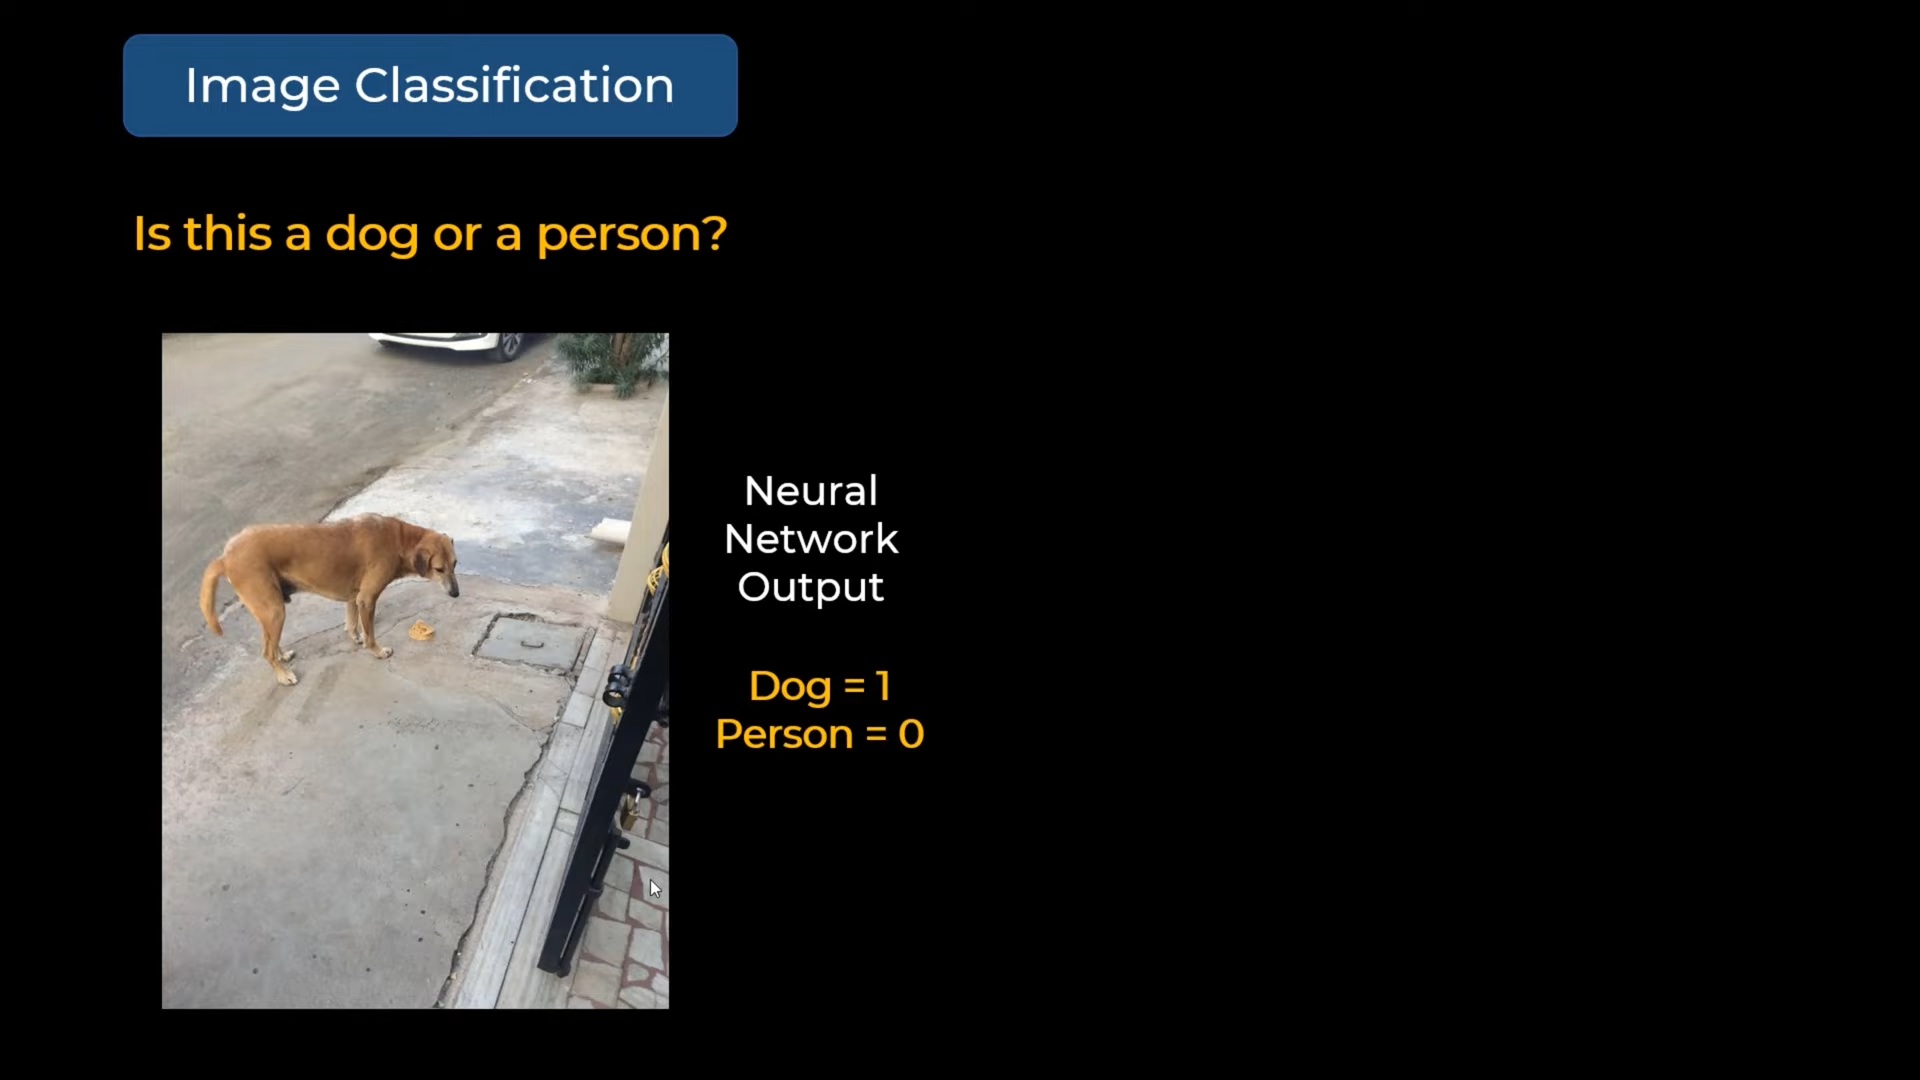 Image Classification
Is this a dog or a person?
Neural
Network
Output
Dog = 1
Person = 0